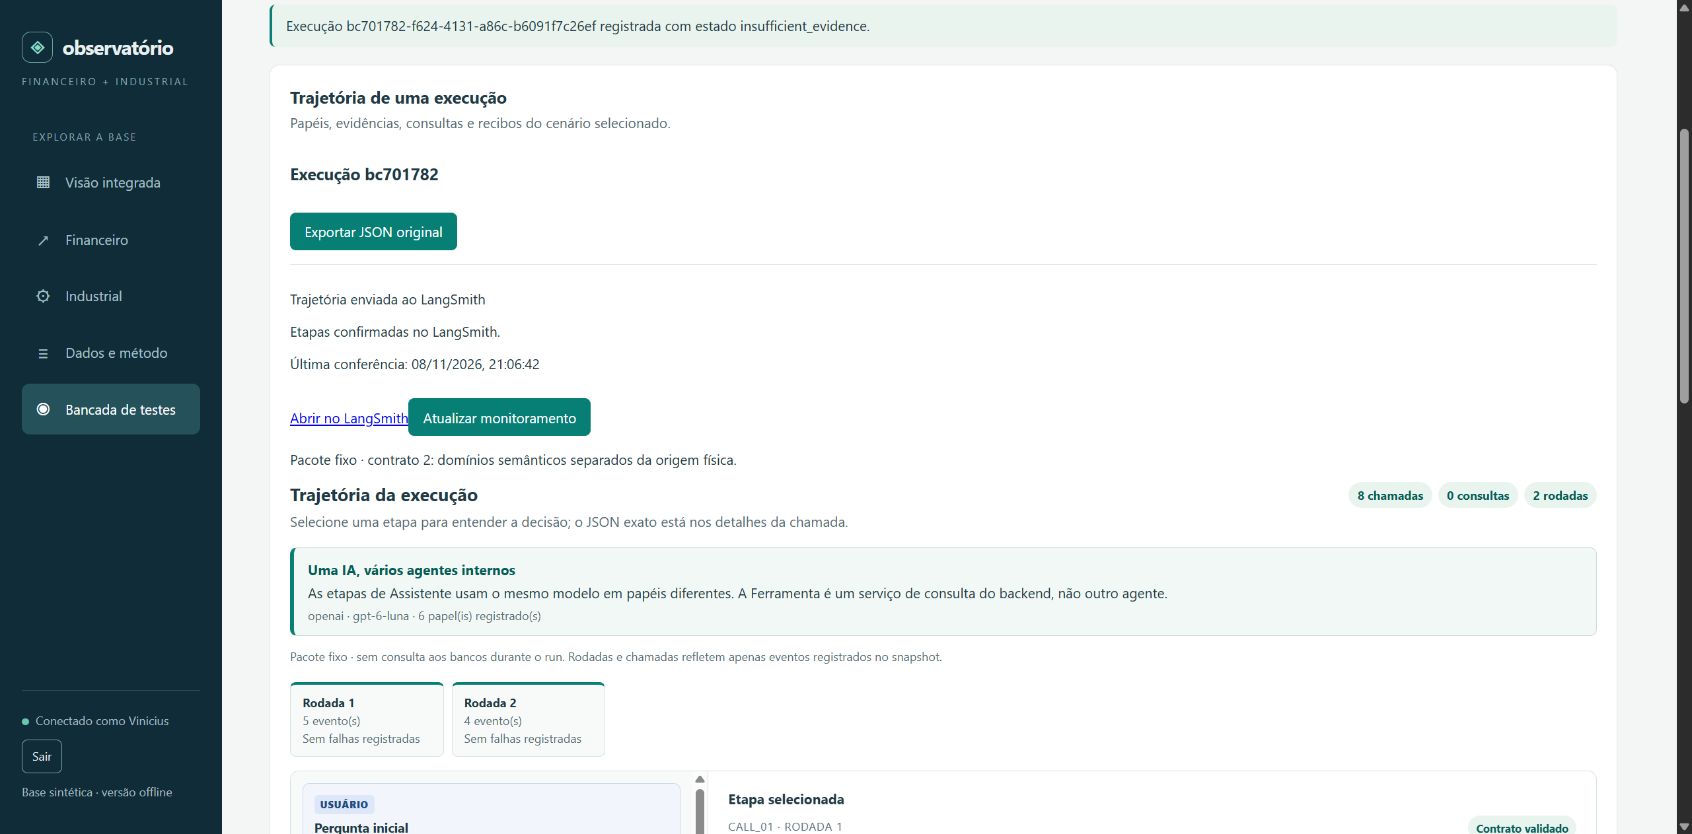 observatório
FINANCEIRO + INDUSTRIAL
EXPLORAR A BASE
Visão integrada
Financeiro
Industrial
Dados e método
Bancada de testes
Conectado como Vinicius
Sair
Base sintética · versão offline
Execução bc701782-f624-4131-a86c-b6091f7c26ef registrada com estado insufficient_evidence.
Trajetória de uma execução
Papéis, evidências, consultas e recibos do cenário selecionado.
Execução bc701782
Exportar JSON original
Trajetória enviada ao LangSmith
Etapas confirmadas no LangSmith.
Última conferência: 08/11/2026, 21:06:42
Abrir no LangSmith Atualizar monitoramento
Pacote fixo · contrato 2: domínios semânticos separados da origem física.
Trajetória da execução 8 chamadas 0 consultas 2 rodadas
Selecione uma etapa para entender a decisão; o JSON exato está nos detalhes da chamada.
Uma IA, vários agentes internos
As etapas de Assistente usam o mesmo modelo em papéis diferentes. A Ferramenta é um serviço de consulta do backend, não outro agente.
openai · gpt-6-luna · 6 papel(is) registrado(s)
Pacote fixo · sem consulta aos bancos durante o run. Rodadas e chamadas refletem apenas eventos registrados no snapshot.
Rodada 1
5 evento(s)
Sem falhas registradas
Rodada 2
4 evento(s)
Sem falhas registradas
USUÁRIO
Pergunta inicial
Etapa selecionada
CALL_01 · RODADA 1
Contrato validado